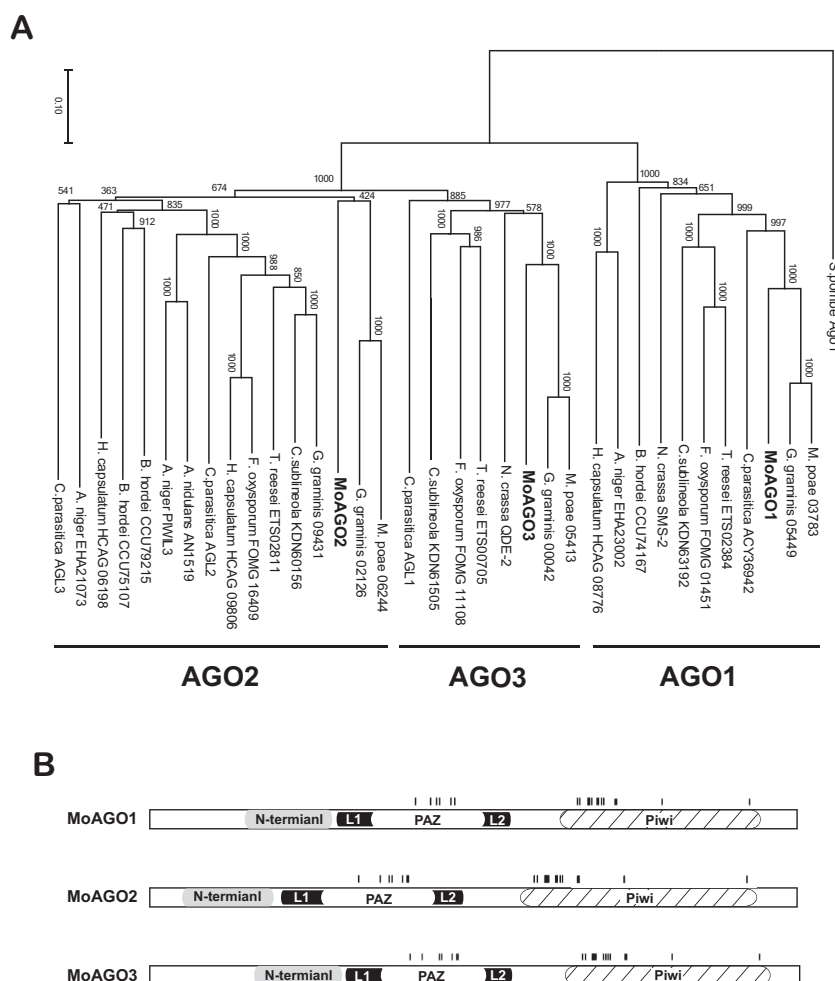 A
0.10
1000
674
424
541
363
471
835
912
1000
1000
1000
988
850
1000
1000
1000
885
977
578
1000
986
1000
1000
1000
834
651
999
997
1000
1000
1000
1000
1000
C.parasitica AGL3
A. niger EHA21073
H. capsulatum HCAG 06198
B. hordei CCU75107
B. hordei CCU79215
A. niger PIWIL3
A. nidulans AN1519
C.parasitica AGL2
H. capsulatum HCAG 09806
F. oxysporum FOMG 16409
T. reesei ETS02811
C.sublineola KDN60156
G. graminis 09431
MoAGO2
G. graminis 02126
M. poae 06244
C.parasitica AGL1
C.sublineola KDN61505
F. oxysporum FOMG 11108
T. reesei ETS00705
N. crassa QDE-2
MoAGO3
G. graminis 00042
M. poae 05413
H. capsulatum HCAG 08776
A. niger EHA23002
B. hordei CCU74167
N. crassa SMS-2
C.sublineola KDN63192
F. oxysporum FOMG 01451
T. reesei ETS02384
C.parasitica ACY36942
MoAGO1
G. graminis 05449
M. poae 03783
S.pombe Ago1
AGO2
AGO3
AGO1
B
MoAGO1 N-termianl L1 PAZ L2 Piwi
MoAGO2 N-termianl L1 PAZ L2 Piwi
MoAGO3 N-termianl L1 PAZ L2 Piwi